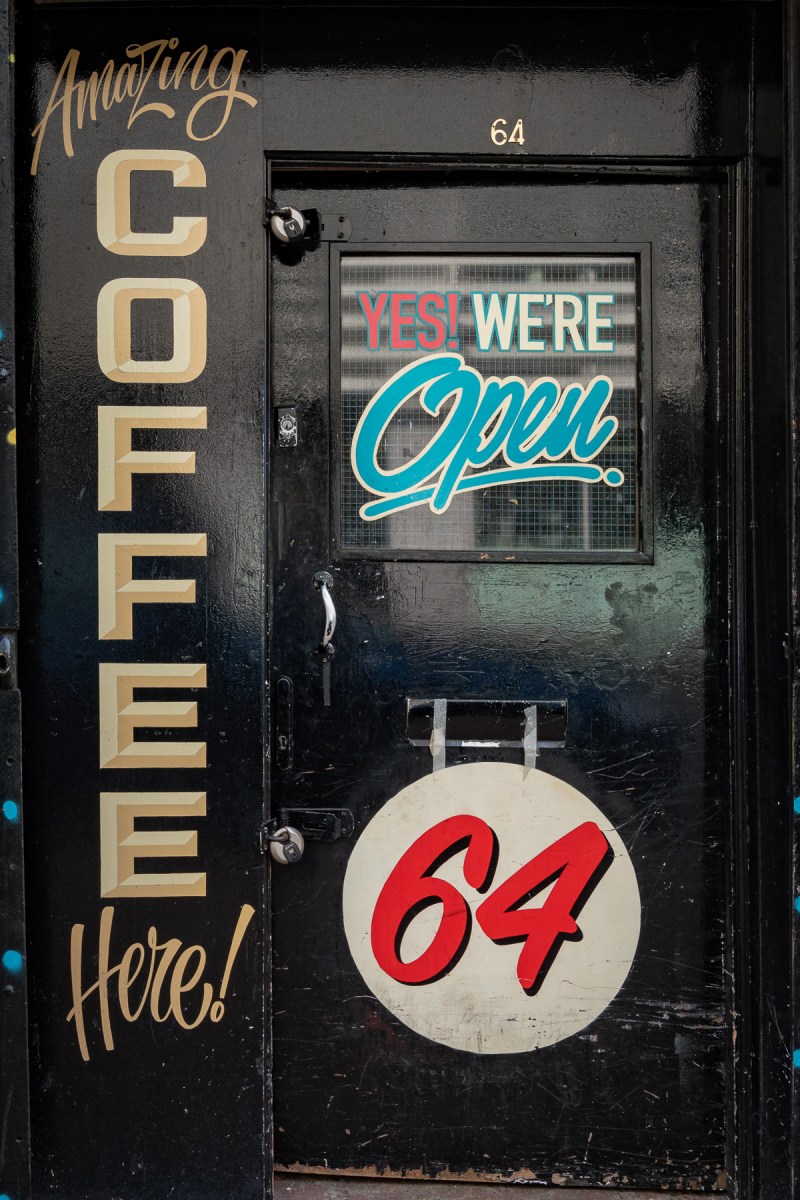 Amazing
COFFEE
Here!
64
YES! WE'RE
Open.
64